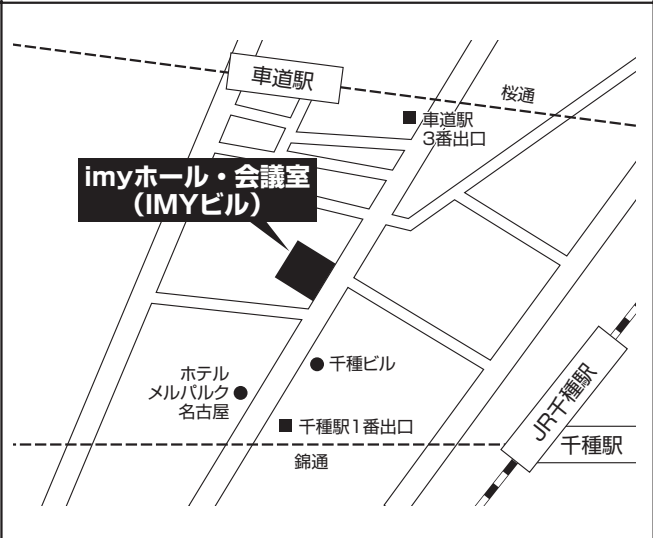 車道駅
桜通
車道駅
3番出口
imyホール・会議室
（IMYビル）
千種ビル
ホテル
メルパルク
名古屋
千種駅1番出口
錦通
JR千種駅
千種駅